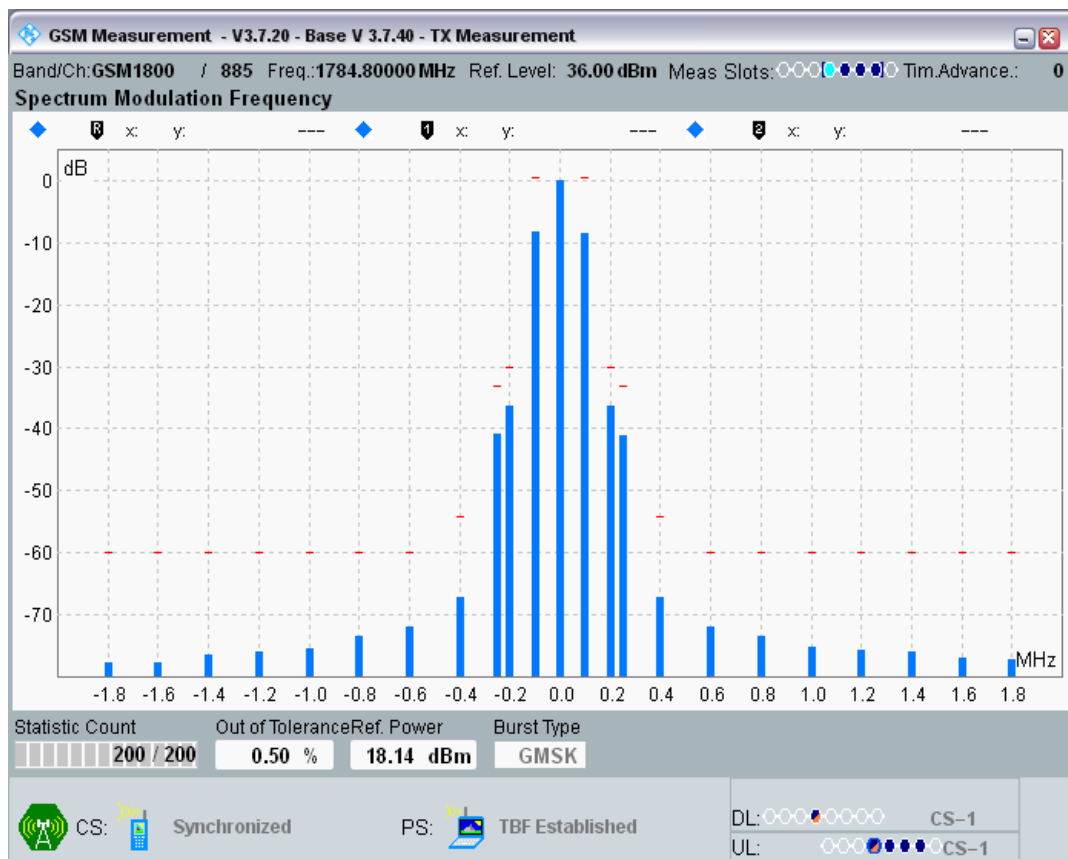 GSM Measurement - V3.7.20 - Base V 3.7.40 - TX Measurement
Band/Ch:GSM1800 / 885 Freq.:1784.80000 MHz Ref. Level: 36.00 dBm Meas Slots: Tim.Advance.: 0
Spectrum Modulation Frequency
R x: y: --- 1 x: y: --- 2 x: y: ---
dB
0
-10
-20
-30
-40
-50
-60
-70
MHz
-1.8 -1.6 -1.4 -1.2 -1.0 -0.8 -0.6 -0.4 -0.2 0.0 0.2 0.4 0.6 0.8 1.0 1.2 1.4 1.6 1.8
Statistic Count Out of Tolerance Ref. Power Burst Type
200 / 200 0.50 % 18.14 dBm GMSK
CS: Synchronized PS: TBF Established
DL: CS-1
UL: CS-1